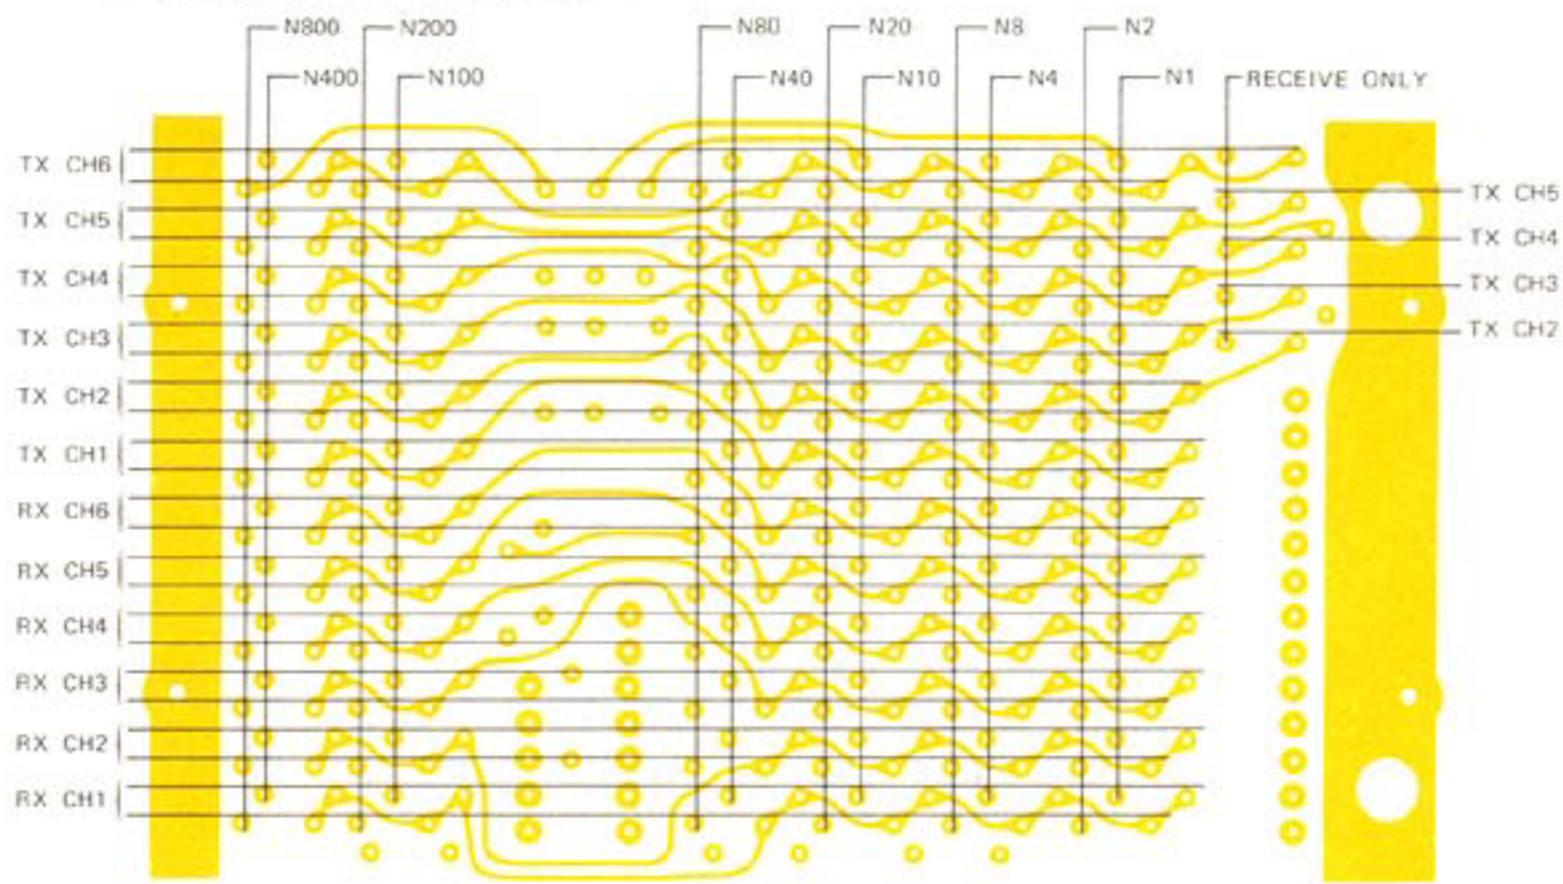 N800 N200 N80 N20 N8 N2
N400 N100 N40 N10 N4 N1 RECEIVE ONLY
TX CH6
TX CH5
TX CH5
TX CH4
TX CH4
TX CH3
TX CH3
TX CH2
TX CH2
TX CH1
RX CH6
RX CH5
RX CH4
RX CH3
RX CH2
RX CH1